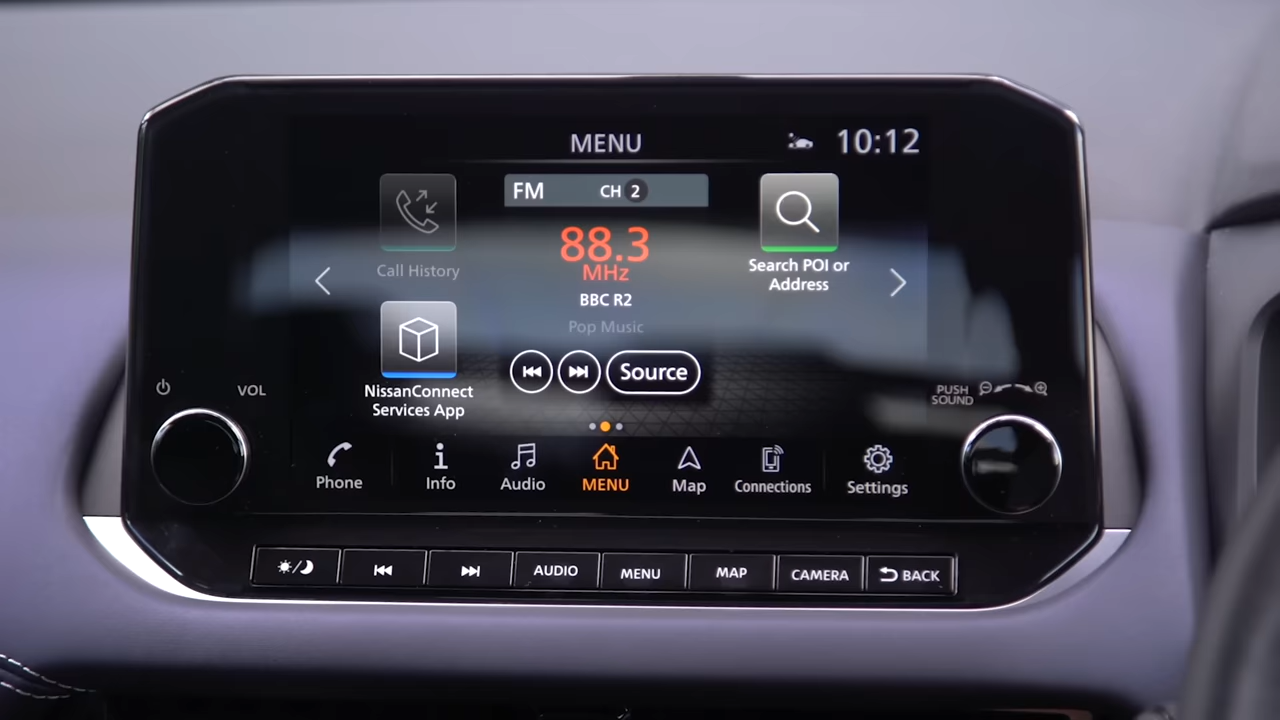 MENU
10:12
FM
CH 2
88.3
MHz
BBC R2
Pop Music
Source
Call History
NissanConnect
Services App
Search POI or
Address
VOL
PUSH
SOUND
Phone
Info
Audio
MENU
Map
Connections
Settings
AUDIO
MENU
MAP
CAMERA
BACK